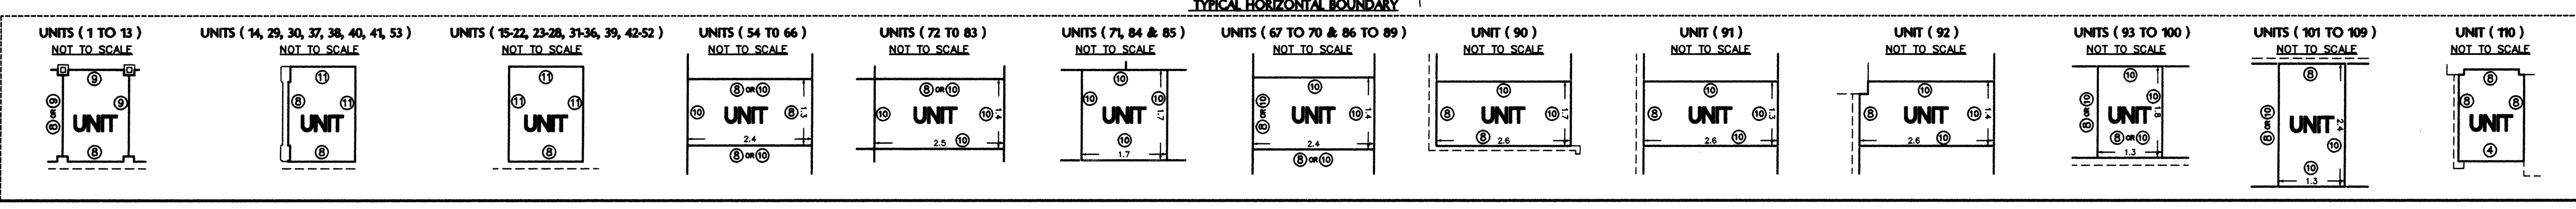 TYPICAL HORIZONTAL BOUNDARY
UNITS ( 1 TO 13 )
NOT TO SCALE
9
9 OR 8
9
UNIT
8
UNITS ( 14, 29, 30, 37, 38, 40, 41, 53 )
NOT TO SCALE
11
8
11
UNIT
8
UNITS ( 15-22, 23-28, 31-36, 39, 42-52 )
NOT TO SCALE
11
11
11
UNIT
8
UNITS ( 54 TO 66 )
NOT TO SCALE
8 OR 10
10
UNIT
8
1.3
2.4
8 OR 10
UNITS ( 72 TO 83 )
NOT TO SCALE
8 OR 10
10
UNIT
10
1.4
2.5
10
UNITS ( 71, 84 & 85 )
NOT TO SCALE
10
10
10
1.7
UNIT
10
1.7
UNITS ( 67 TO 70 & 86 TO 89 )
NOT TO SCALE
10
10 OR 8
UNIT
10
1.4
2.4
8 OR 10
UNIT ( 90 )
NOT TO SCALE
10
8
UNIT
10
1.7
8
2.6
UNIT ( 91 )
NOT TO SCALE
10
8
UNIT
10
1.3
2.6
10
UNIT ( 92 )
NOT TO SCALE
10
8
UNIT
10
1.4
2.6
10
UNITS ( 93 TO 100 )
NOT TO SCALE
10
10 OR 8
10
1.8
UNIT
8 OR 10
1.3
UNITS ( 101 TO 109 )
NOT TO SCALE
8
10 OR 8
UNIT
2.4
10
10
1.3
UNIT ( 110 )
NOT TO SCALE
8
8
8
UNIT
4